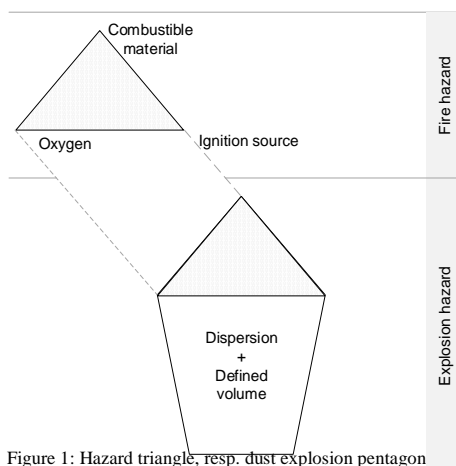 Combustible
material
Oxygen
Ignition source
Fire hazard
Dispersion
+
Defined
volume
Explosion hazard
Figure 1: Hazard triangle, resp. dust explosion pentagon